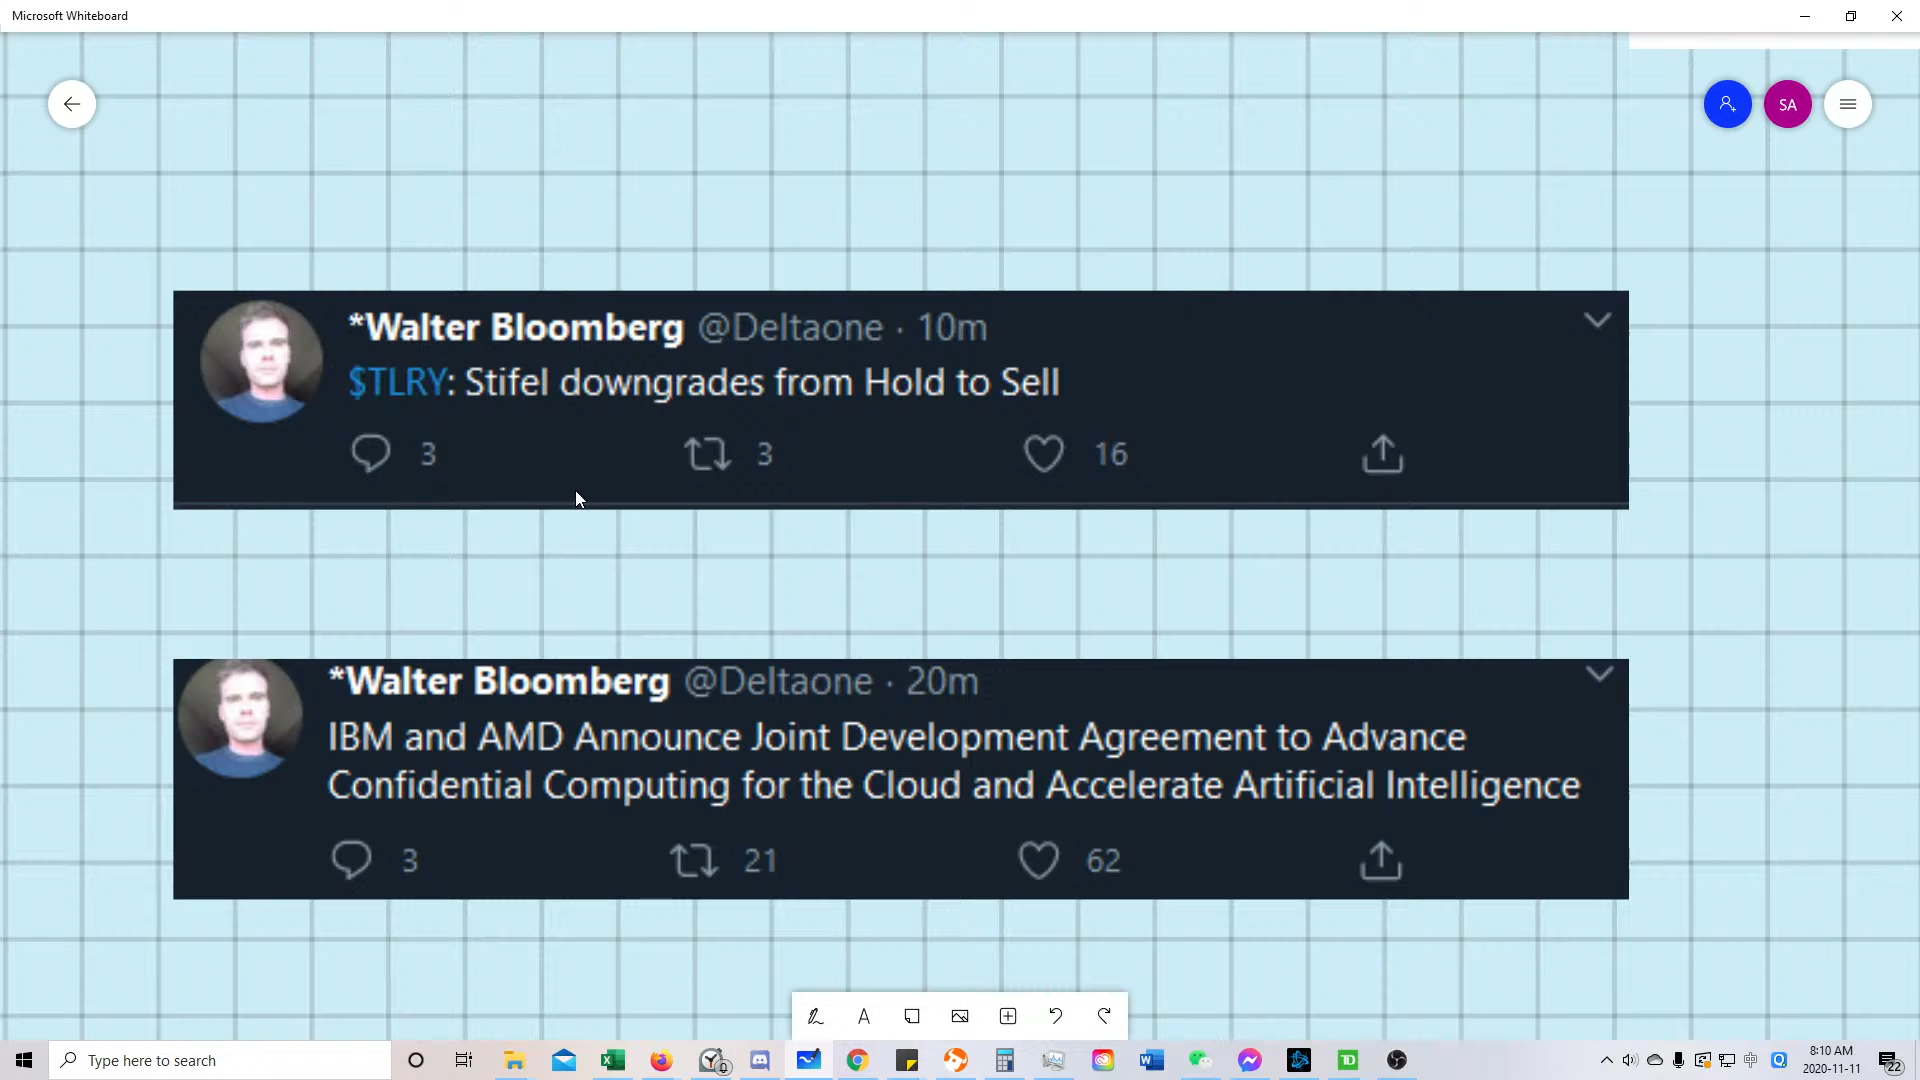 Microsoft Whiteboard
SA
*Walter Bloomberg @Deltaone · 10m
$TLRY: Stifel downgrades from Hold to Sell
3 3 16
*Walter Bloomberg @Deltaone · 20m
IBM and AMD Announce Joint Development Agreement to Advance
Confidential Computing for the Cloud and Accelerate Artificial Intelligence
3 21 62
Type here to search
8:10 AM
2020-11-11
22